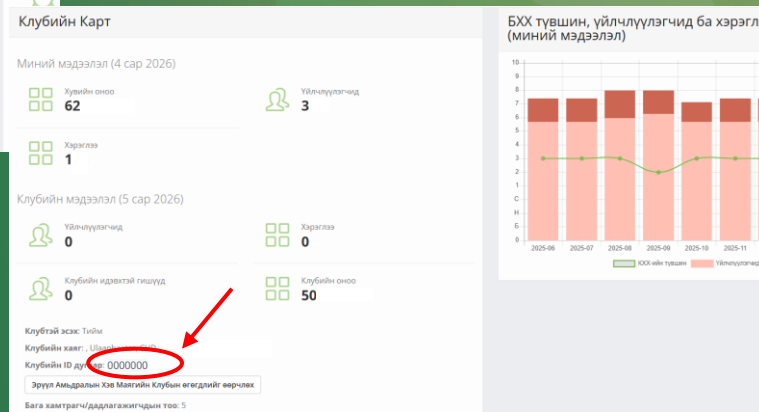 Клубийн Карт
Миний мэдээлэл (4 сар 2026)
Хувийн оноо
62
Үйлчлүүлэгчид
3
Хэрэглээ
1
Клубийн мэдээлэл (5 сар 2026)
Үйлчлүүлэгчид
0
Хэрэглээ
0
Клубийн идэвхтэй гишүүд
0
Клубийн оноо
50
Клубтэй эсэх: Тийм
Клубийн хаяг: , Ulaanbaatar,
Клубийн ID дугаар: 0000000
Эрүүл Амьдралын Хэв Маягийн Клубын өгөгдлийг өөрчлөх
Бага хамтрагч/дадлагажигчдын тоо: 5
БХХ түвшин, үйлчлүүлэгчид ба хэрэгл
(миний мэдээлэл)
10
9
8
7
6
5
4
3
2
1
C
H
Б
0
2025-06 2025-07 2025-08 2025-09 2025-10 2025-11
КХХ-ийн түвшин Үйлчлүүлэгчид